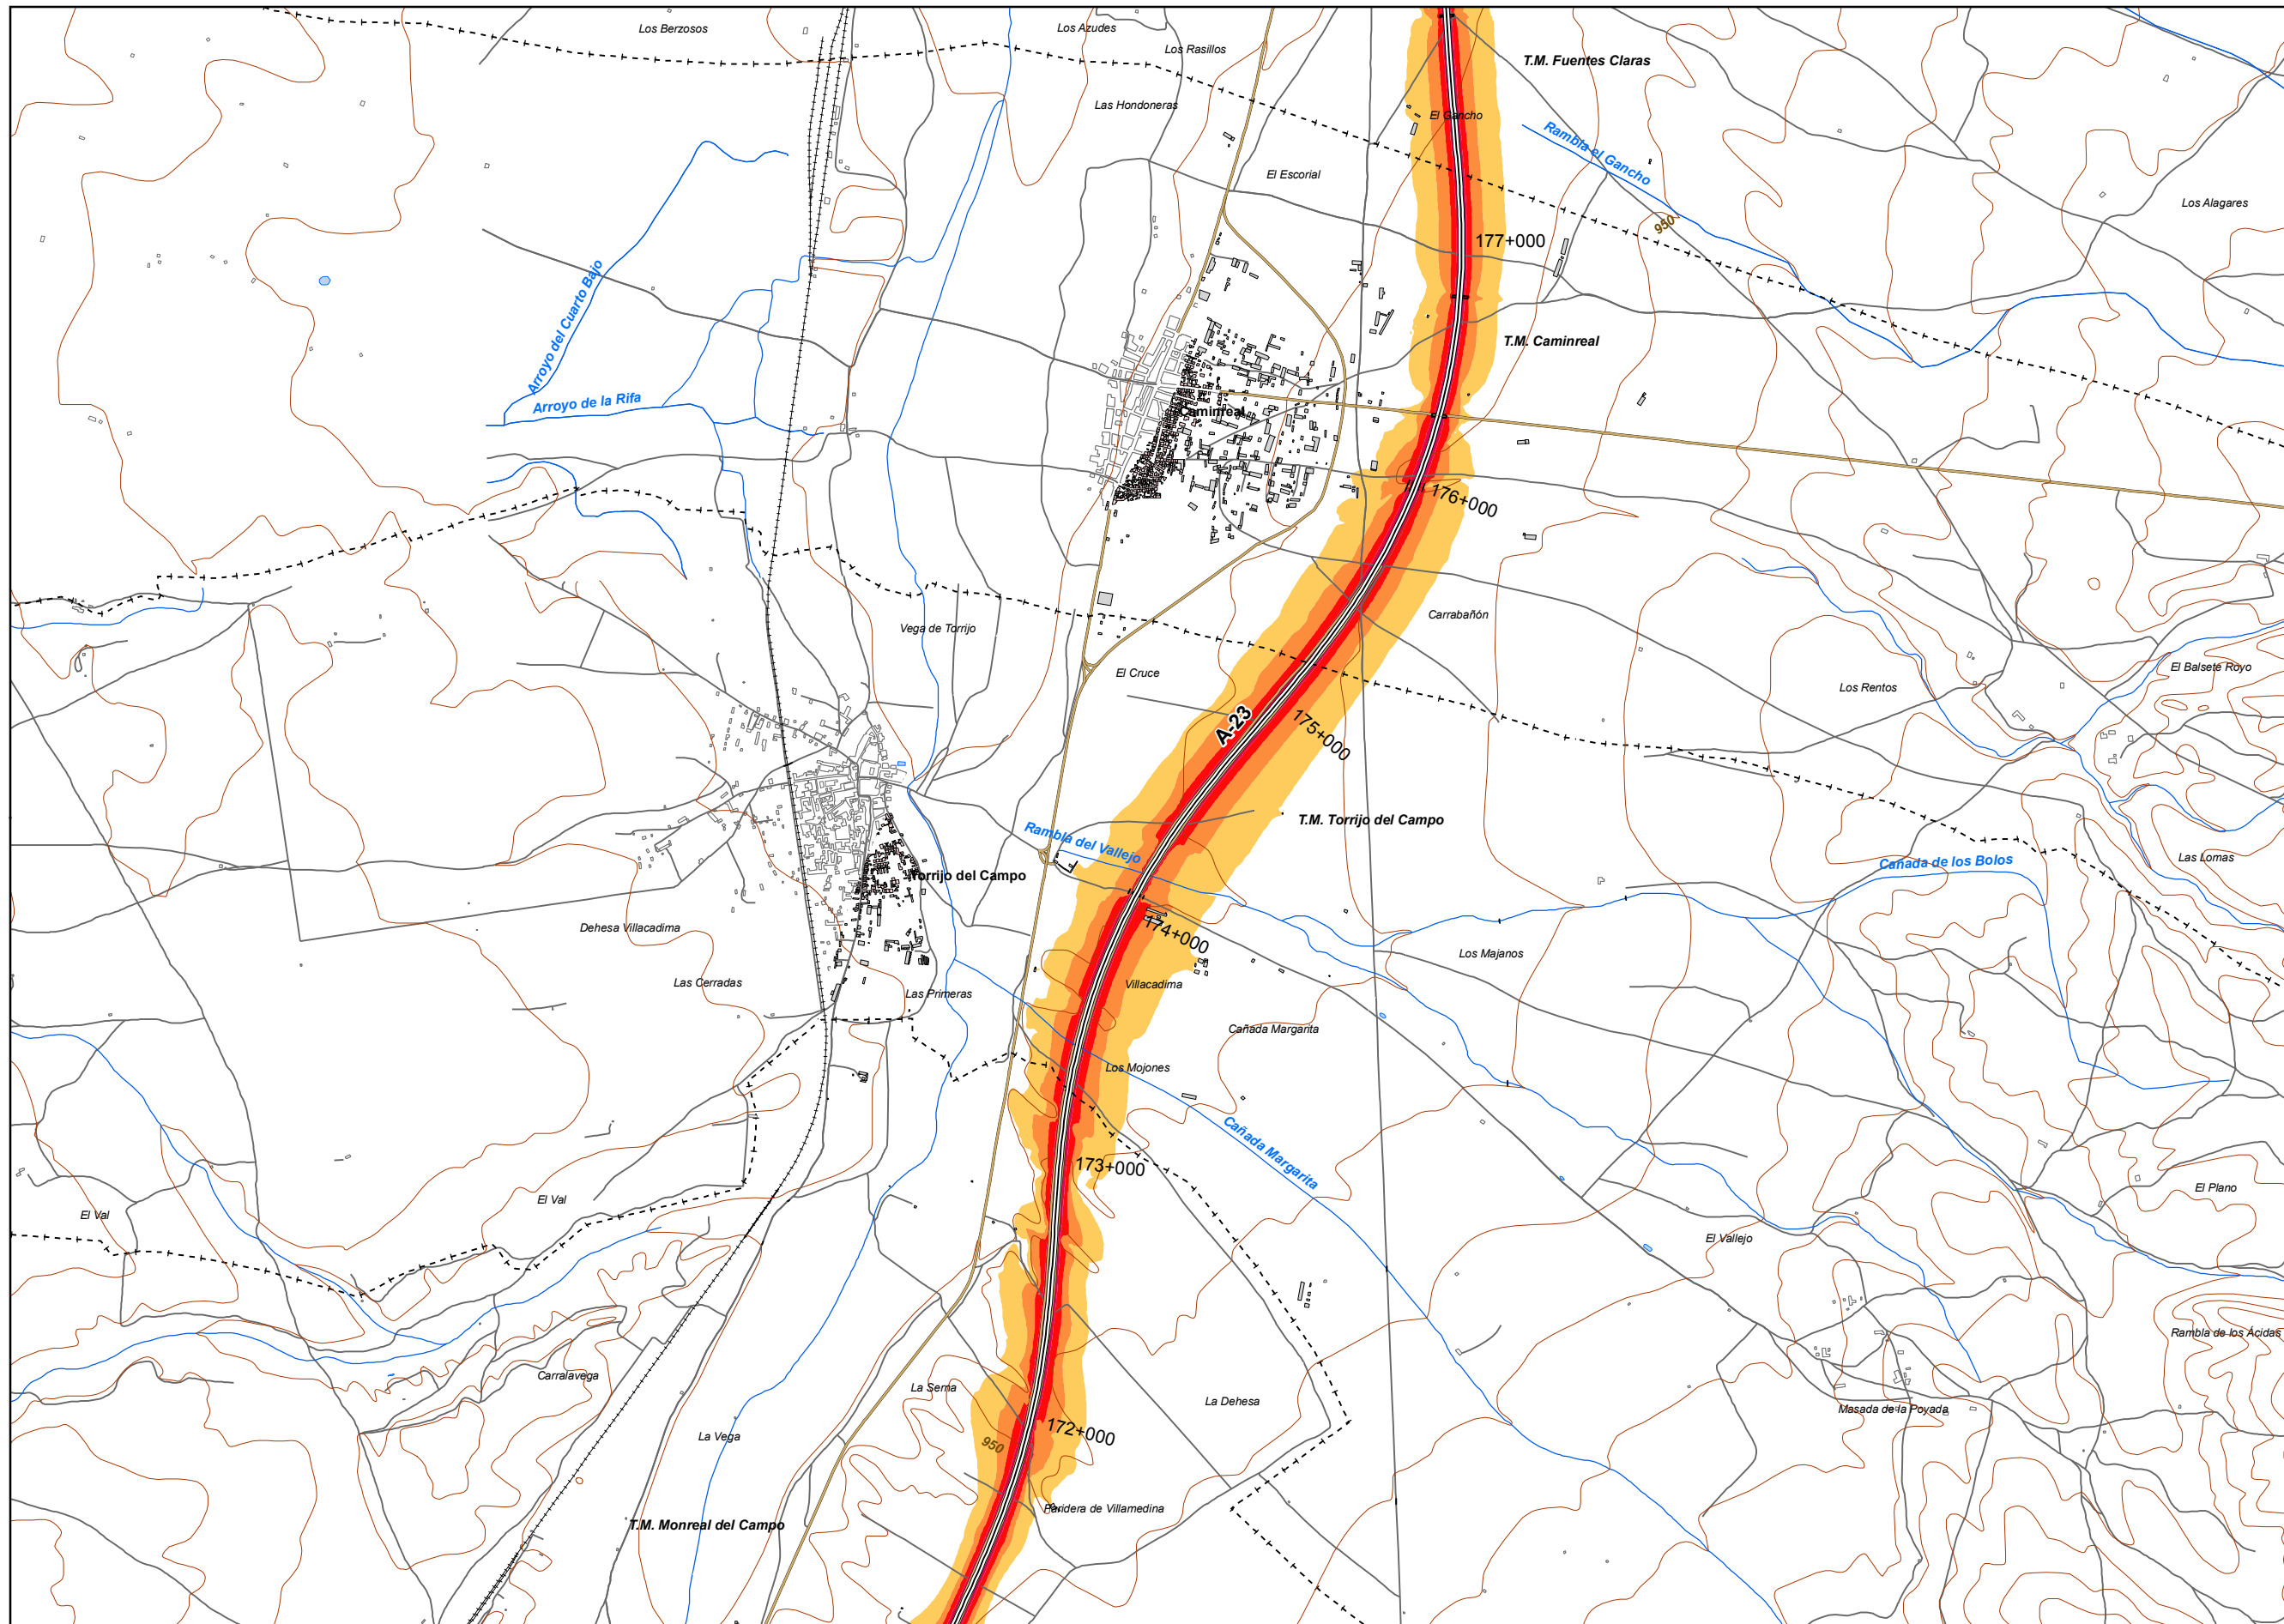 Los Berzosos
Los Azudes
Los Rasillos
T.M. Fuentes Claras
Las Hondoneras
El Gancho
Rambla el Gancho
El Escorial
Los Alagares
950
177+000
Arroyo del Cuarto Bajo
T.M. Caminreal
Arroyo de la Rifa
Caminreal
176+000
Vega de Torrijo
Carrabañón
El Cruce
El Balsete Royo
Los Rentos
A-23
175+000
T.M. Torrijo del Campo
Rambla del Vallejo
Cañada de los Bolos
Las Lomas
Torrijo del Campo
Dehesa Villacadima
174+000
Los Majanos
Las Cerradas
Villacadima
Las Primeras
Cañada Margarita
Los Mojones
Cañada Margarita
173+000
El Plano
El Val
El Val
El Vallejo
Rambla de los Ácidas
Carralavega
La Serna
La Dehesa
Masada de la Poyada
172+000
La Vega
950
Paridera de Villamedina
T.M. Monreal del Campo